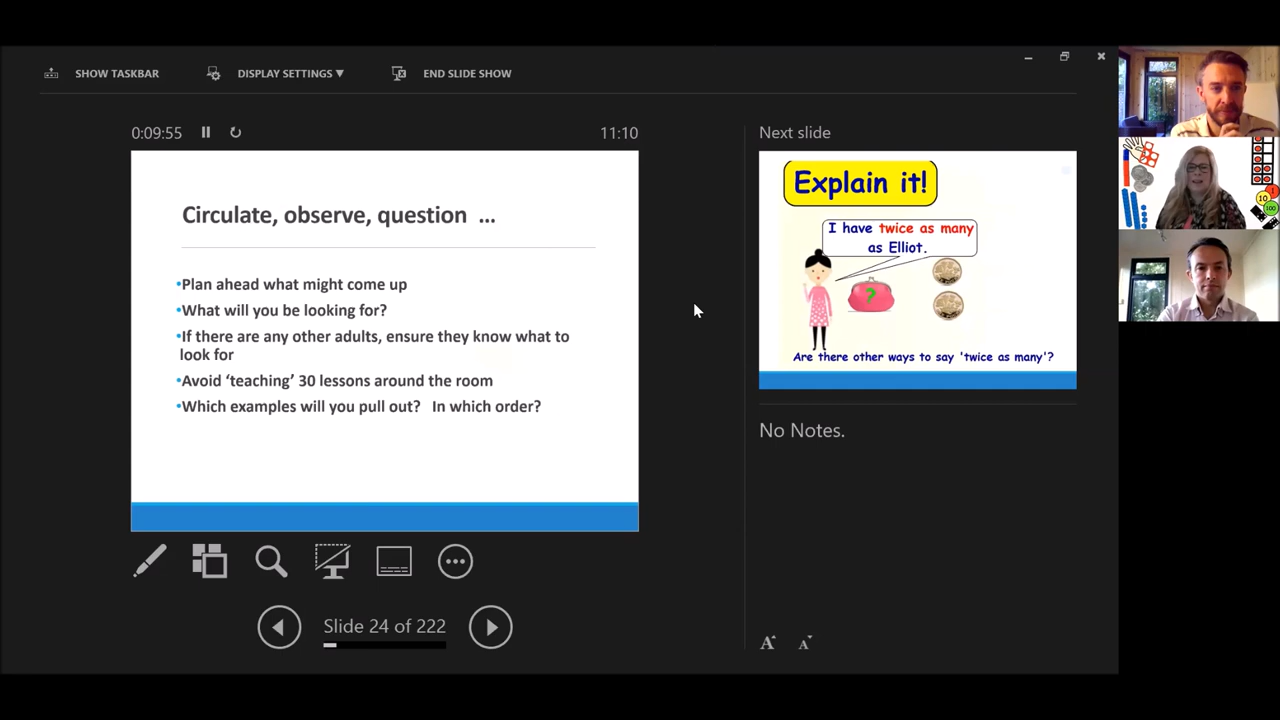 SHOW TASKBAR
DISPLAY SETTINGS ▼
END SLIDE SHOW
0:09:55
11:10
Circulate, observe, question ...
•Plan ahead what might come up
•What will you be looking for?
•If there are any other adults, ensure they know what to
look for
•Avoid ‘teaching’ 30 lessons around the room
•Which examples will you pull out? In which order?
Slide 24 of 222
Next slide
Explain it!
I have twice as many
as Elliot.
?
Are there other ways to say 'twice as many'?
No Notes.
A
A
10
100
1